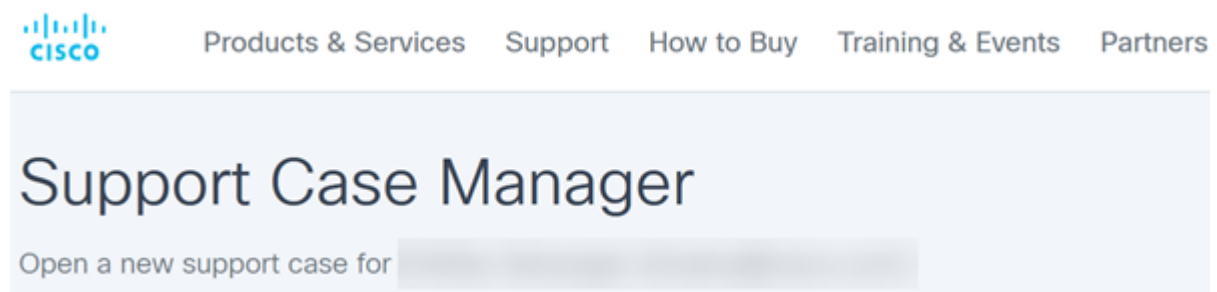 CISCO
Products & Services Support How to Buy Training & Events Partners
Support Case Manager
Open a new support case for